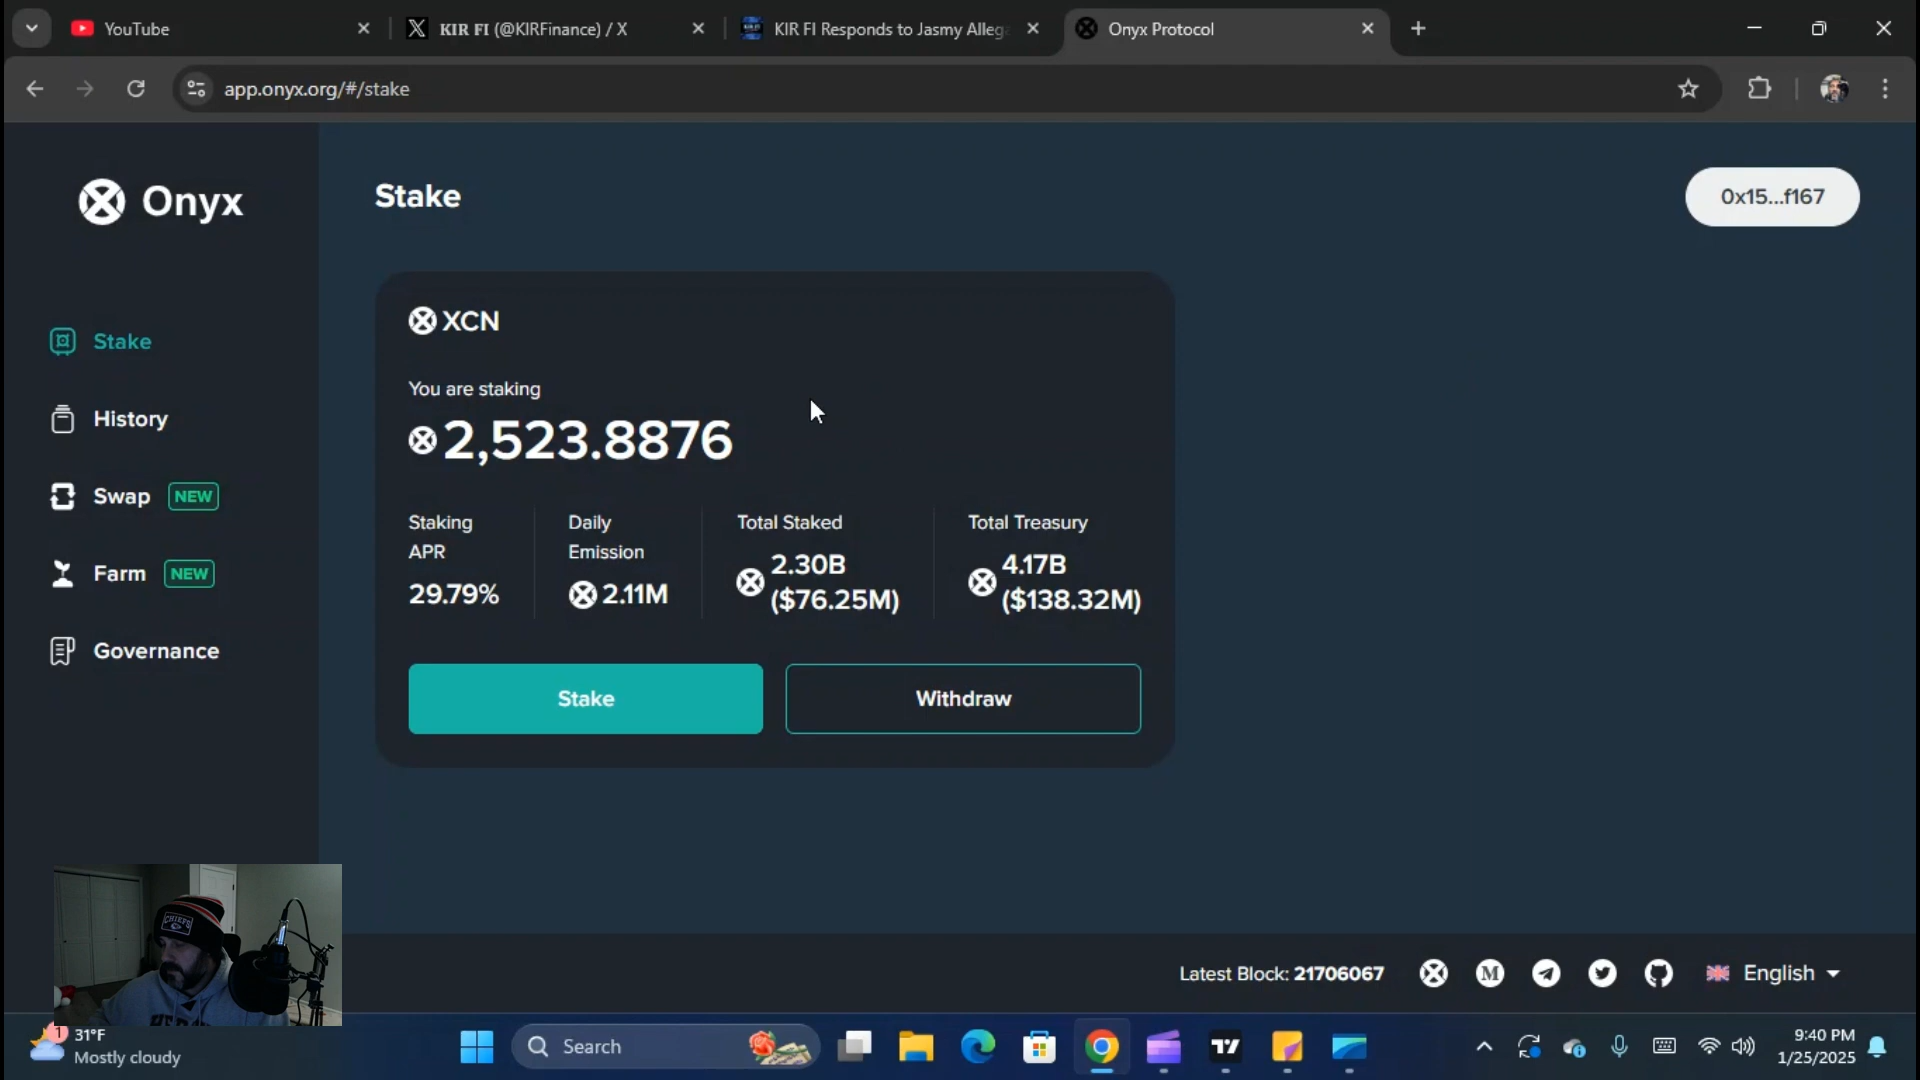 YouTube
KIR FI (@KIRFinance) / X
KIR FI Responds to Jasmy Alleg
Onyx Protocol
app.onyx.org/#/stake
Onyx
Stake
0x15...f167
XCN
You are staking
2,523.8876
Staking APR
29.79%
Daily Emission
2.11M
Total Staked
2.30B
($76.25M)
Total Treasury
4.17B
($138.32M)
Stake
Withdraw
Stake
History
Swap NEW
Farm NEW
Governance
CHIEFS
Latest Block: 21706067
M
English
1
31°F
Mostly cloudy
Search
9:40 PM
1/25/2025